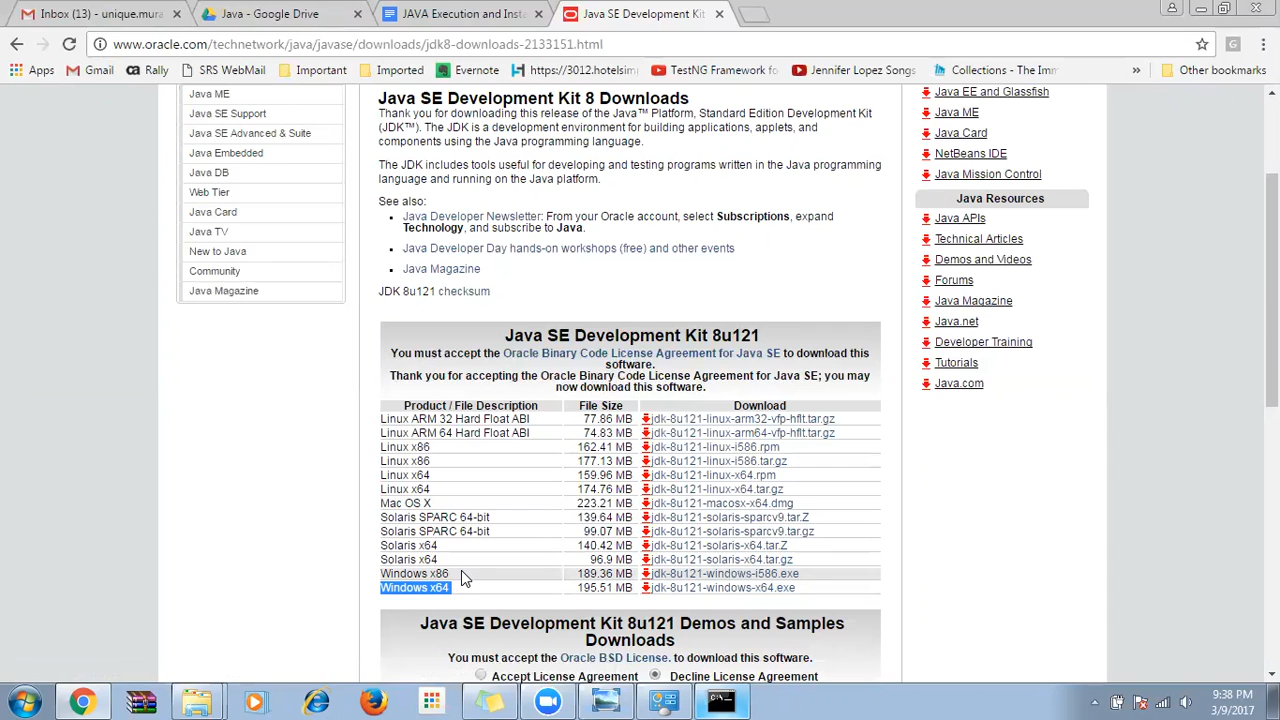 Inbox (13) - unique.mura
Java - Google Drive
JAVA Execution and Insta
Java SE Development Kit
www.oracle.com/technetwork/java/javase/downloads/jdk8-downloads-2133151.html
Apps
Gmail
Rally
SRS WebMail
Important
Imported
Evernote
https://3012.hotelsim
TestNG Framework fo
Jennifer Lopez Songs
Collections - The Imm
»
Other bookmarks
Java ME
Java SE Support
Java SE Advanced & Suite
Java Embedded
Java DB
Web Tier
Java Card
Java TV
New to Java
Community
Java Magazine
Java SE Development Kit 8 Downloads
Thank you for downloading this release of the Java™ Platform, Standard Edition Development Kit
(JDK™). The JDK is a development environment for building applications, applets, and
components using the Java programming language.
The JDK includes tools useful for developing and testing programs written in the Java programming
language and running on the Java platform.
See also:
Java Developer Newsletter: From your Oracle account, select Subscriptions, expand
Technology, and subscribe to Java.
Java Developer Day hands-on workshops (free) and other events
Java Magazine
JDK 8u121 checksum
Java SE Development Kit 8u121
You must accept the Oracle Binary Code License Agreement for Java SE to download this
software.
Thank you for accepting the Oracle Binary Code License Agreement for Java SE; you may
now download this software.
Product / File Description File Size Download
Linux ARM 32 Hard Float ABI 77.86 MB jdk-8u121-linux-arm32-vfp-hflt.tar.gz
Linux ARM 64 Hard Float ABI 74.83 MB jdk-8u121-linux-arm64-vfp-hflt.tar.gz
Linux x86 162.41 MB jdk-8u121-linux-i586.rpm
Linux x86 177.13 MB jdk-8u121-linux-i586.tar.gz
Linux x64 159.96 MB jdk-8u121-linux-x64.rpm
Linux x64 174.76 MB jdk-8u121-linux-x64.tar.gz
Mac OS X 223.21 MB jdk-8u121-macosx-x64.dmg
Solaris SPARC 64-bit 139.64 MB jdk-8u121-solaris-sparcv9.tar.Z
Solaris SPARC 64-bit 99.07 MB jdk-8u121-solaris-sparcv9.tar.gz
Solaris x64 140.42 MB jdk-8u121-solaris-x64.tar.Z
Solaris x64 96.9 MB jdk-8u121-solaris-x64.tar.gz
Windows x86 189.36 MB jdk-8u121-windows-i586.exe
Windows x64 195.51 MB jdk-8u121-windows-x64.exe
Java SE Development Kit 8u121 Demos and Samples
Downloads
You must accept the Oracle BSD License. to download this software.
Accept License Agreement Decline License Agreement
Java EE and Glassfish
Java ME
Java Card
NetBeans IDE
Java Mission Control
Java Resources
Java APIs
Technical Articles
Demos and Videos
Forums
Java Magazine
Java.net
Developer Training
Tutorials
Java.com
9:38 PM
3/9/2017